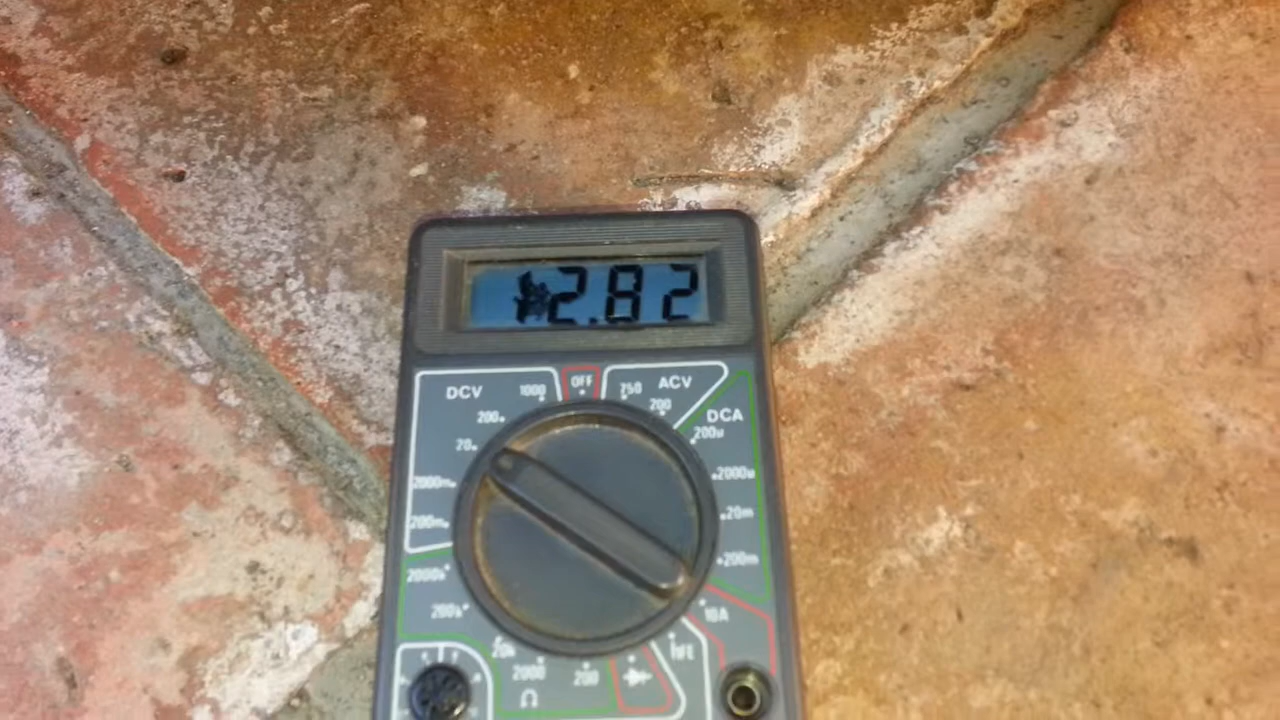 2.82
DCV 1000 OFF 750 ACV
200 200 DCA
20 200µ
2000m 2000µ
200m 20m
2000k 200m
200k 10A
20k hFE
2000 200
Ω